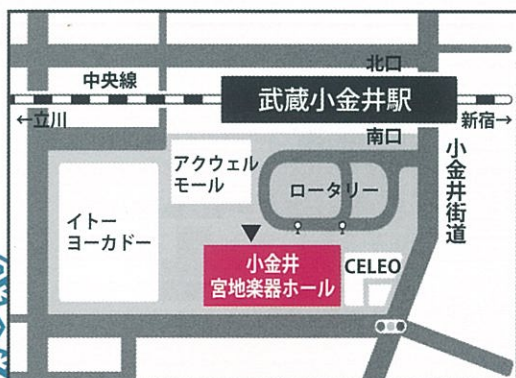 北口
中央線
武蔵小金井駅
←立川
新宿→
南口
小金井街道
アクウェル
モール
ロータリー
イトー
ヨーカドー
小金井
宮地楽器ホール
CELEO